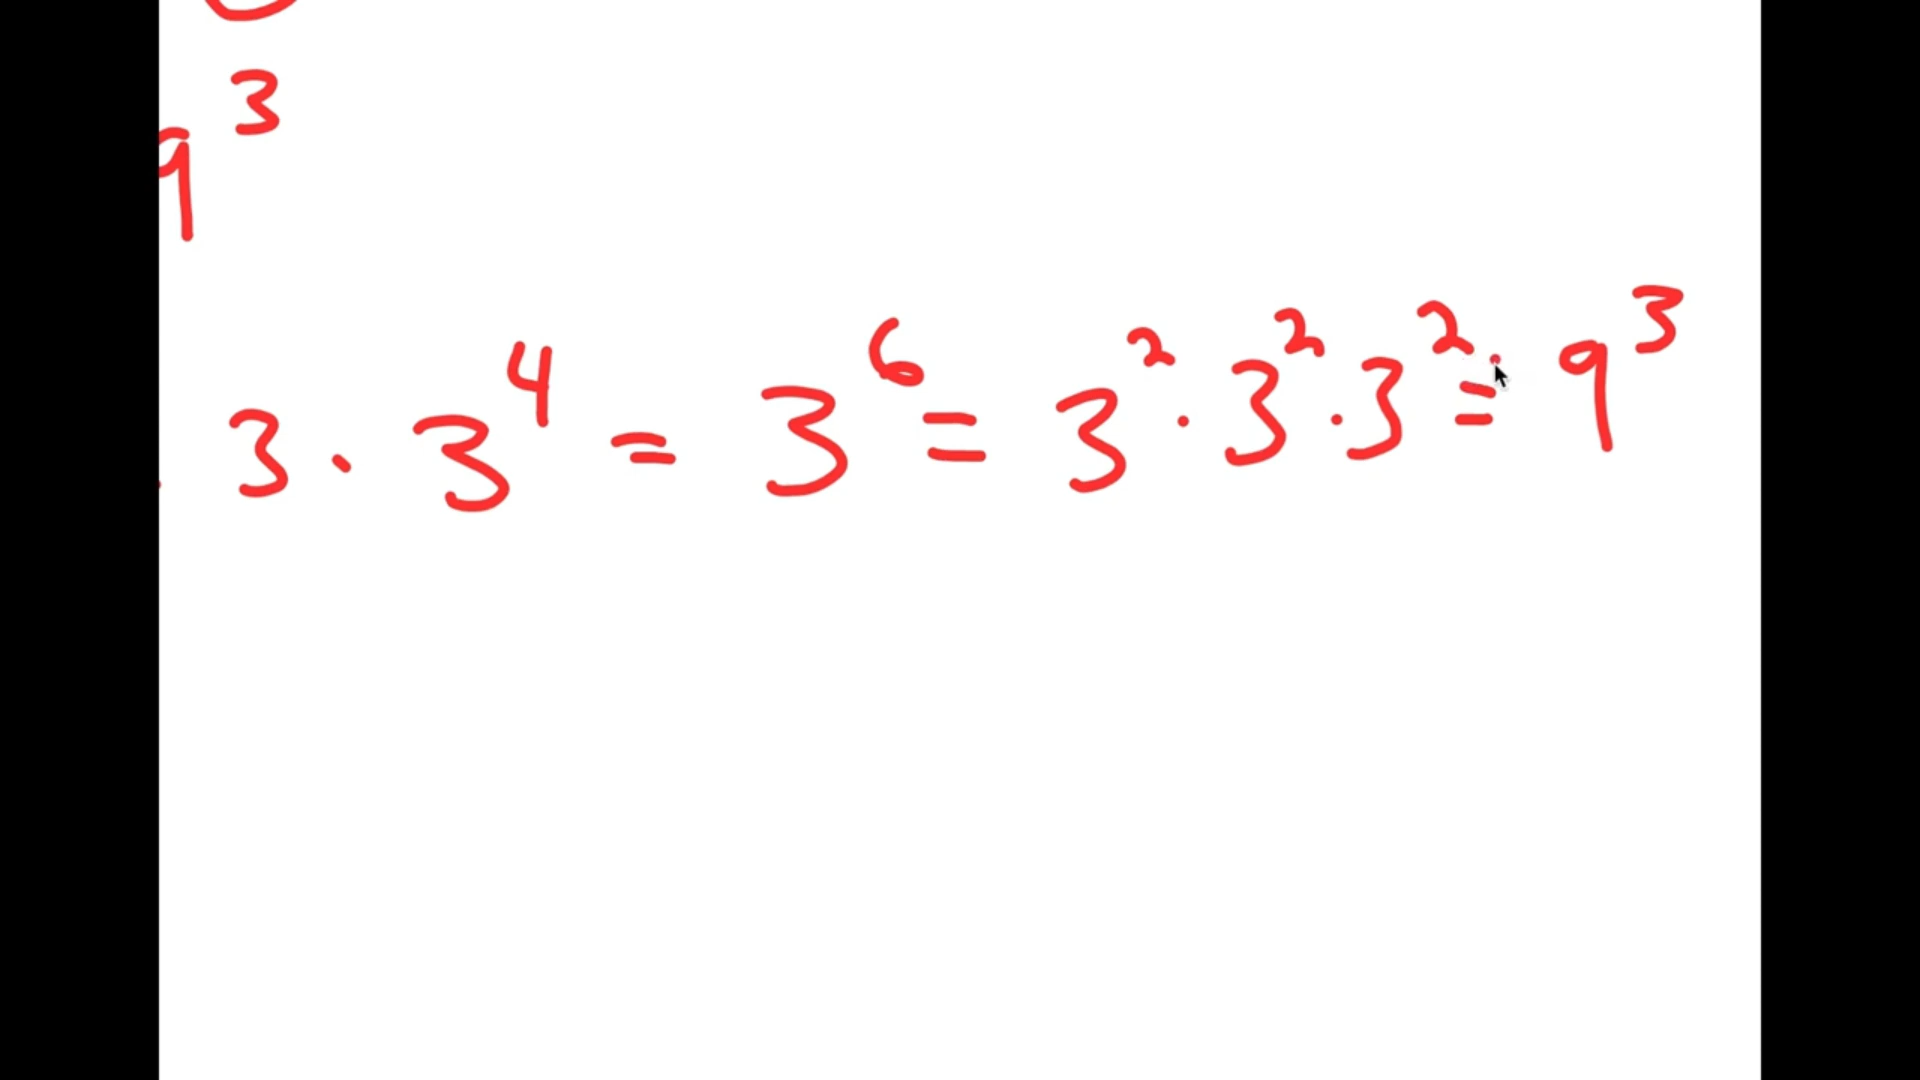 9³
· 3 · 3⁴ = 3⁶ = 3² · 3² · 3² = 9³